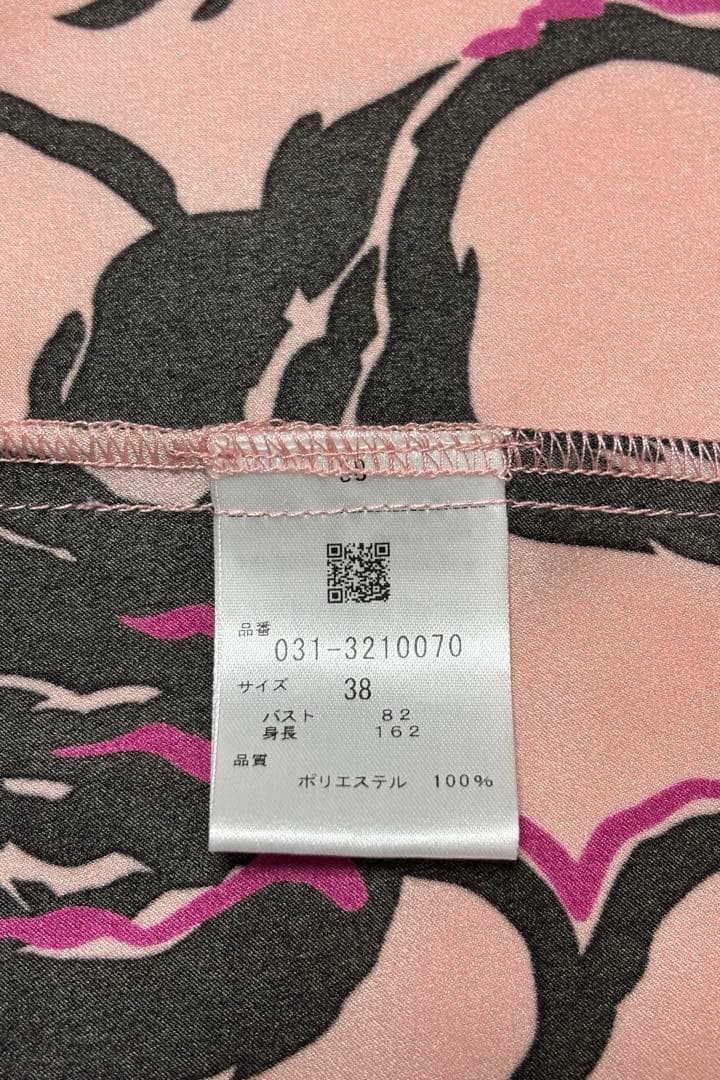 品番
031-3210070
サイズ 38
バスト 82
身長 162
品質
ポリエステル 100%